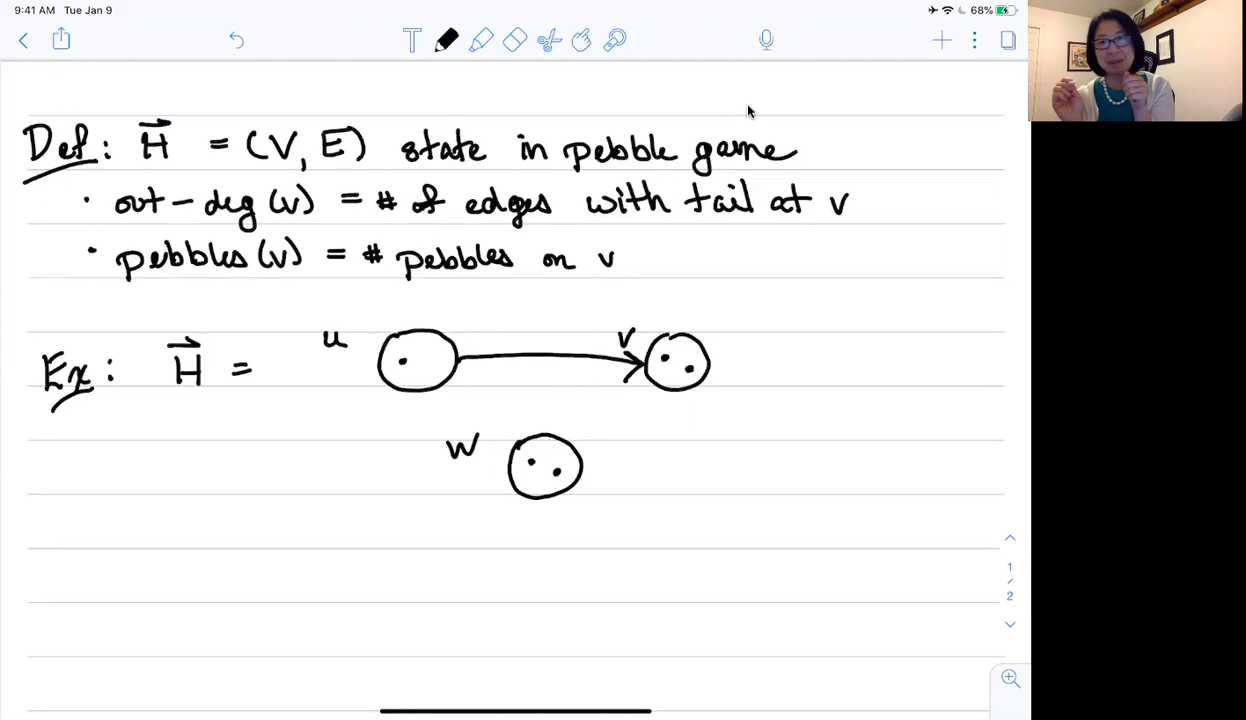 9:41 AM Tue Jan 9
68%
Def: H⃗ = (V, E) state in pebble game
· out-deg(v) = # of edges with tail at v
· pebbles(v) = # pebbles on v
Ex: H⃗ = u v
w
1
/
2